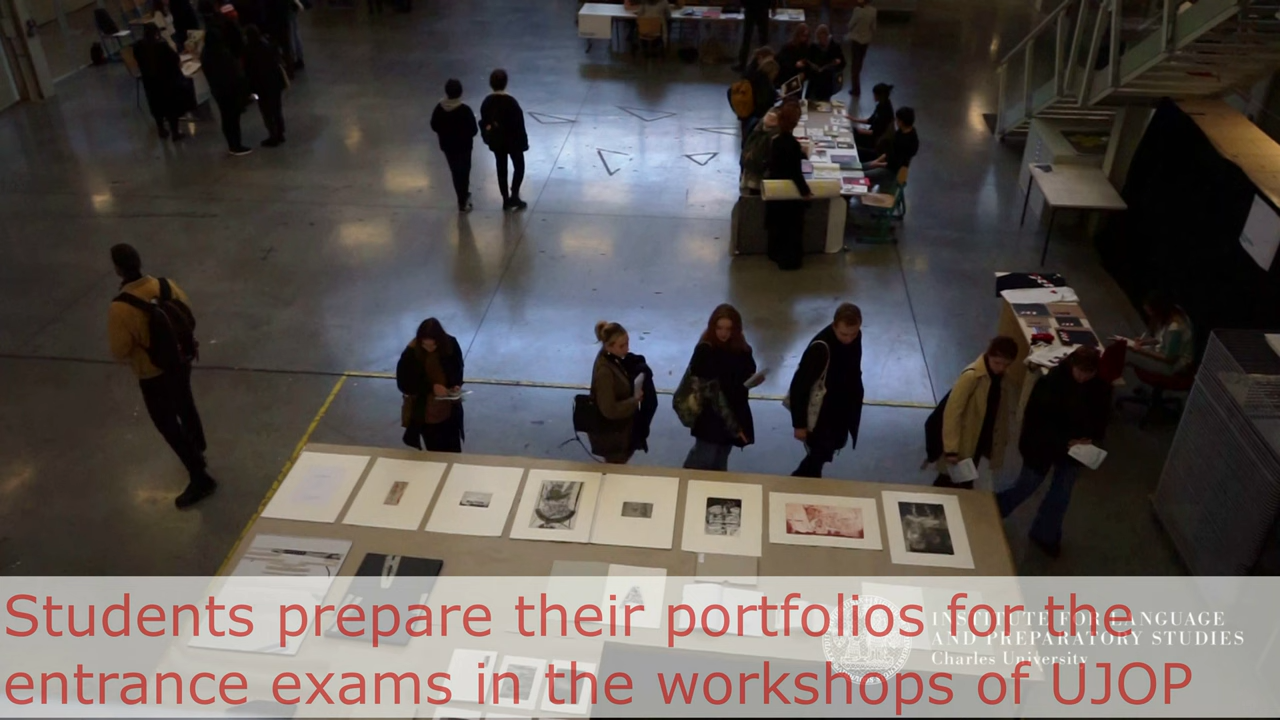 Students prepare their portfolios for the
entrance exams in the workshops of UJOP
INSTITUTE FOR LANGUAGE
AND PREPARATORY STUDIES
Charles University